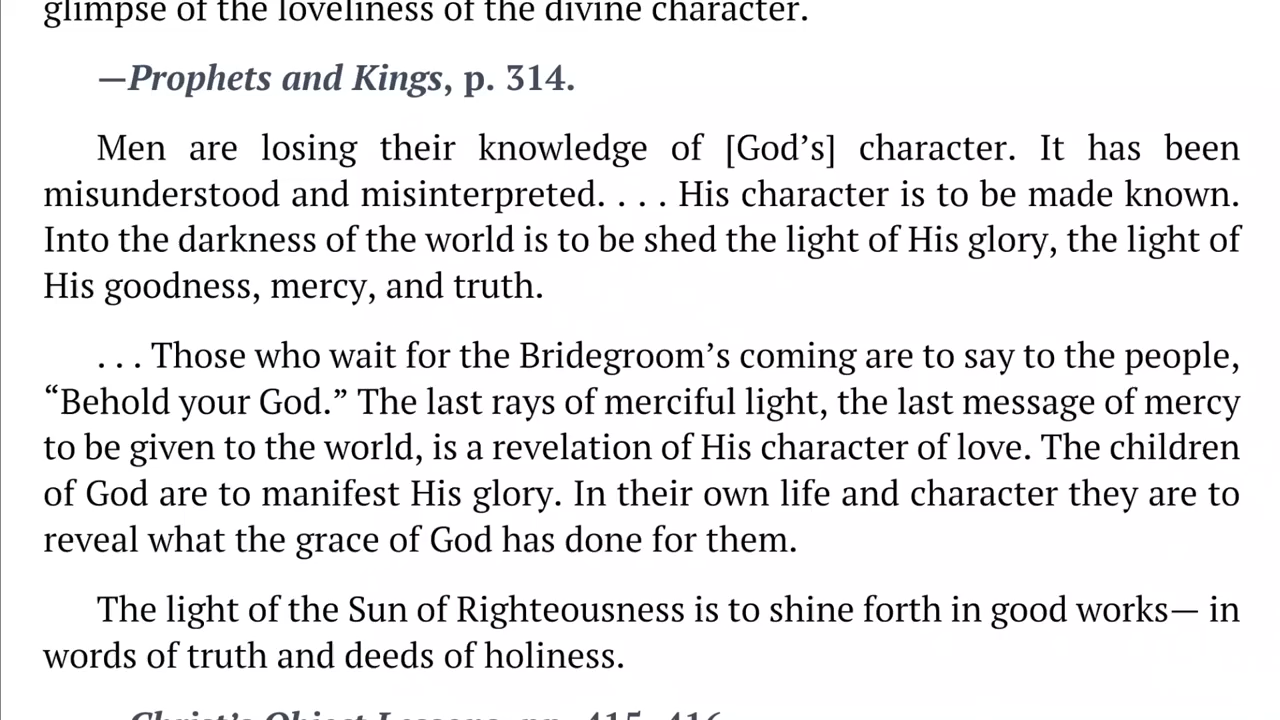 glimpse of the loveliness of the divine character.
—Prophets and Kings, p. 314.
Men are losing their knowledge of [God’s] character. It has been
misunderstood and misinterpreted. . . . His character is to be made known.
Into the darkness of the world is to be shed the light of His glory, the light of
His goodness, mercy, and truth.
. . . Those who wait for the Bridegroom’s coming are to say to the people,
“Behold your God.” The last rays of merciful light, the last message of mercy
to be given to the world, is a revelation of His character of love. The children
of God are to manifest His glory. In their own life and character they are to
reveal what the grace of God has done for them.
The light of the Sun of Righteousness is to shine forth in good works— in
words of truth and deeds of holiness.
—Christ’s Object Lessons, pp. 415, 416